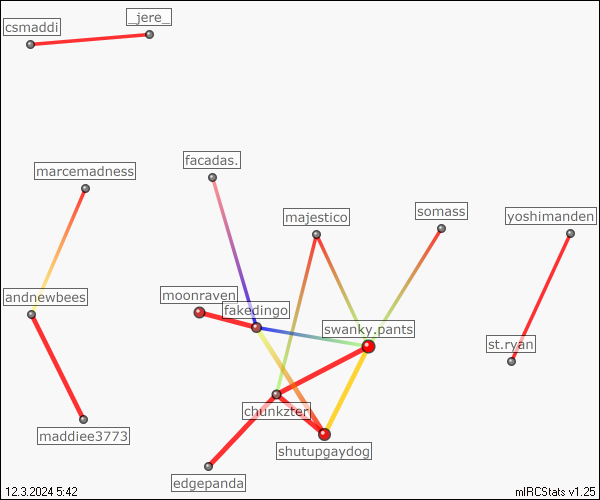 _jere_
csmaddi
facadas.
marcemadness
somass
majestico
yoshimanden
moonraven
andnewbees
fakedingo
swanky.pants
st.ryan
chunkzter
maddiee3773
shutupgaydog
edgepanda
12.3.2024 5:42
mIRCStats v1.25